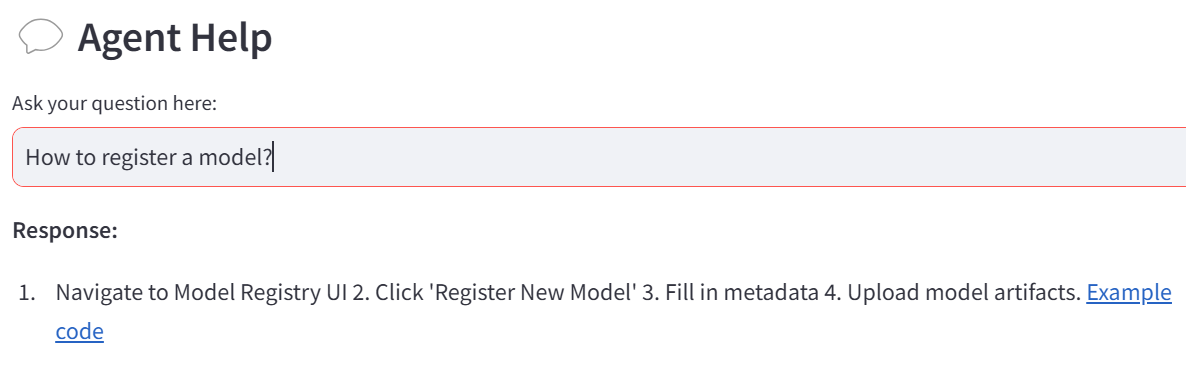 Agent Help
Ask your question here:
How to register a model?
Response:
1. Navigate to Model Registry UI 2. Click 'Register New Model' 3. Fill in metadata 4. Upload model artifacts. Example
code